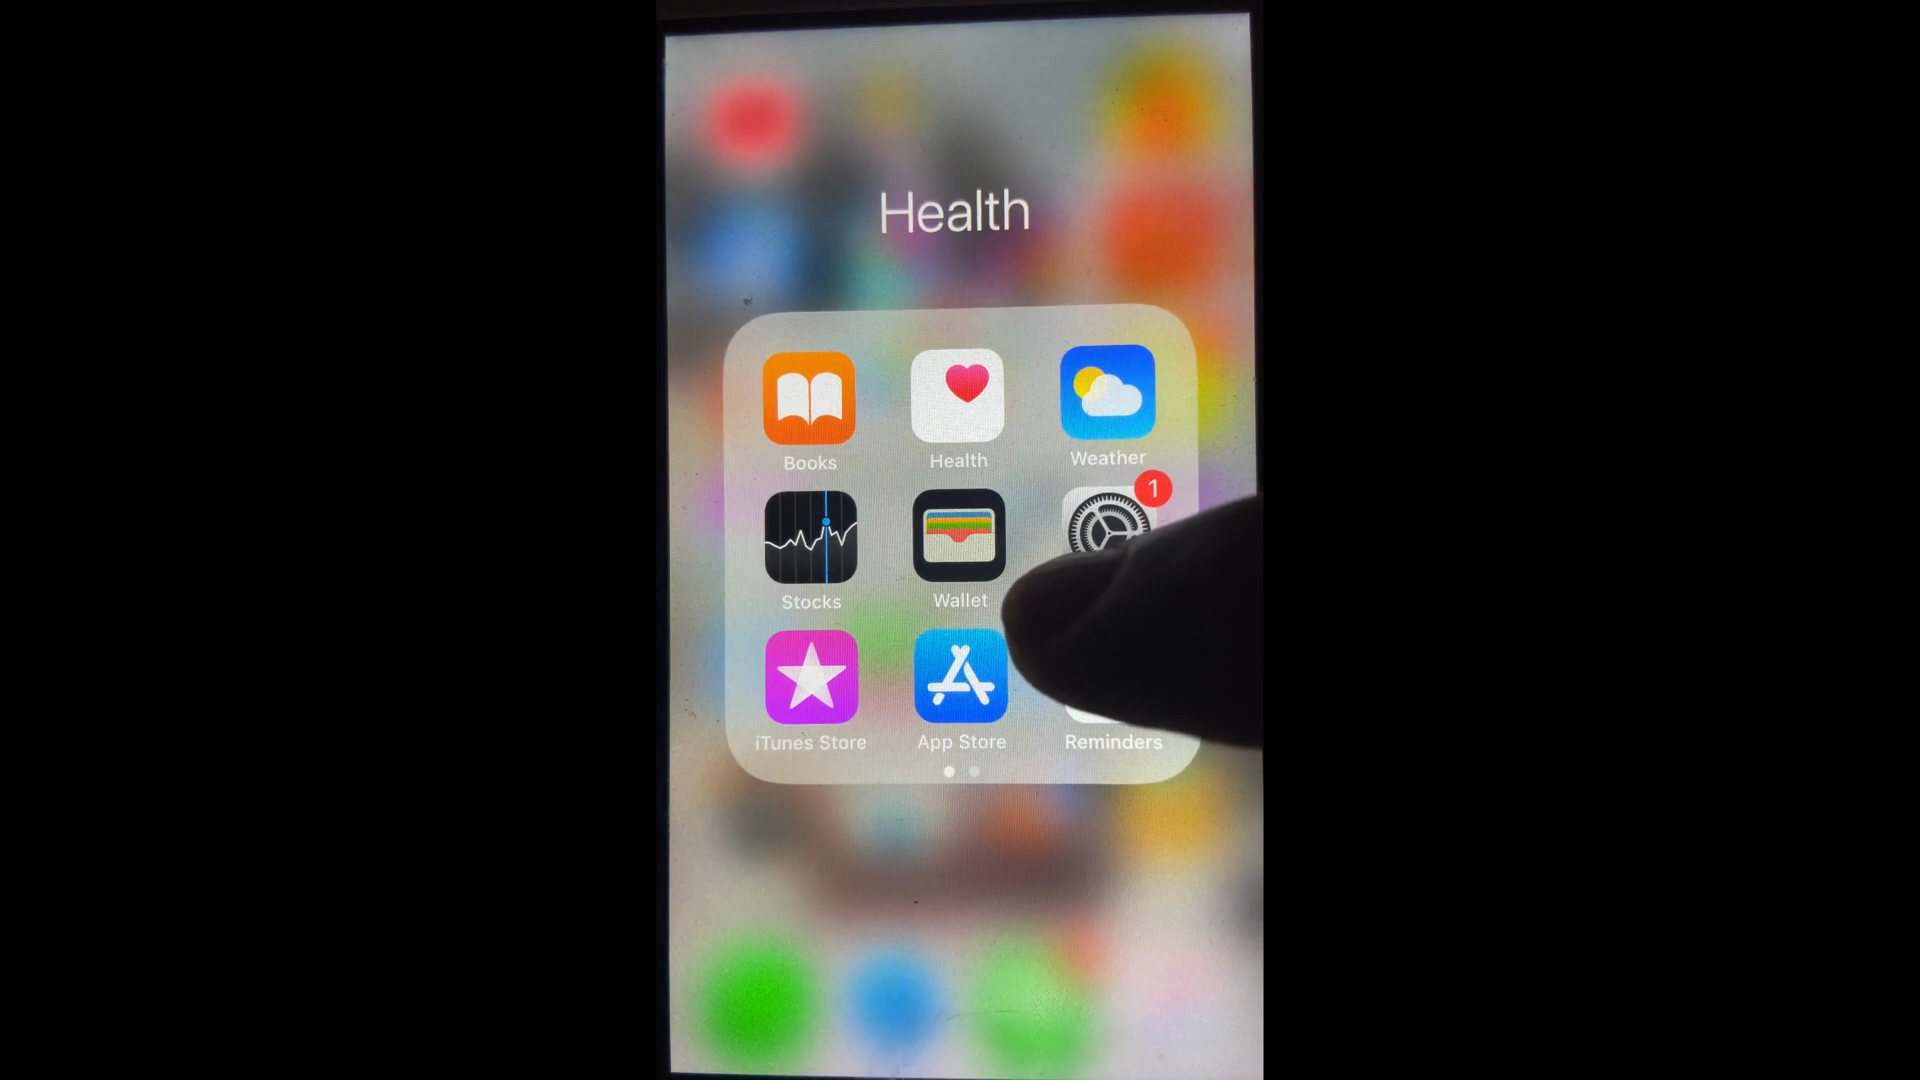 Health
Books
Health
Weather
1
Stocks
Wallet
iTunes Store
App Store
Reminders